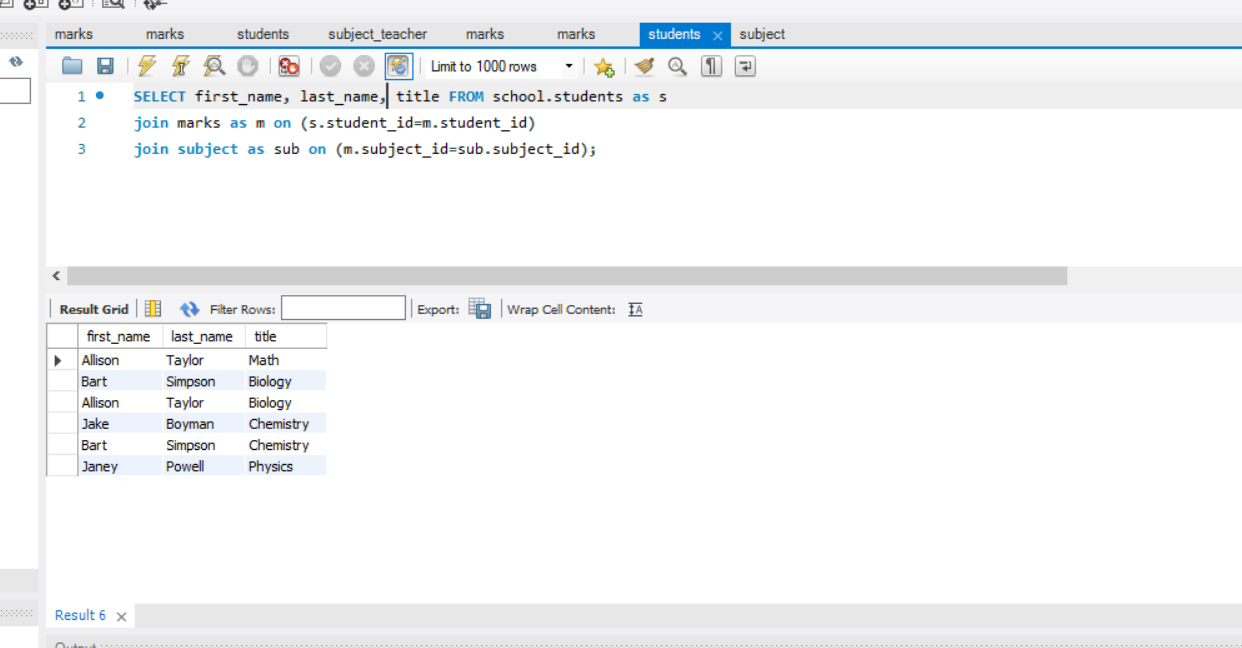 marks marks students subject_teacher marks marks students subject
Limit to 1000 rows
1 SELECT first_name, last_name, title FROM school.students as s
2 join marks as m on (s.student_id=m.student_id)
3 join subject as sub on (m.subject_id=sub.subject_id);
Result Grid Filter Rows: Export: Wrap Cell Content:
first_name last_name title
Allison Taylor Math
Bart Simpson Biology
Allison Taylor Biology
Jake Boyman Chemistry
Bart Simpson Chemistry
Janey Powell Physics
Result 6
Output